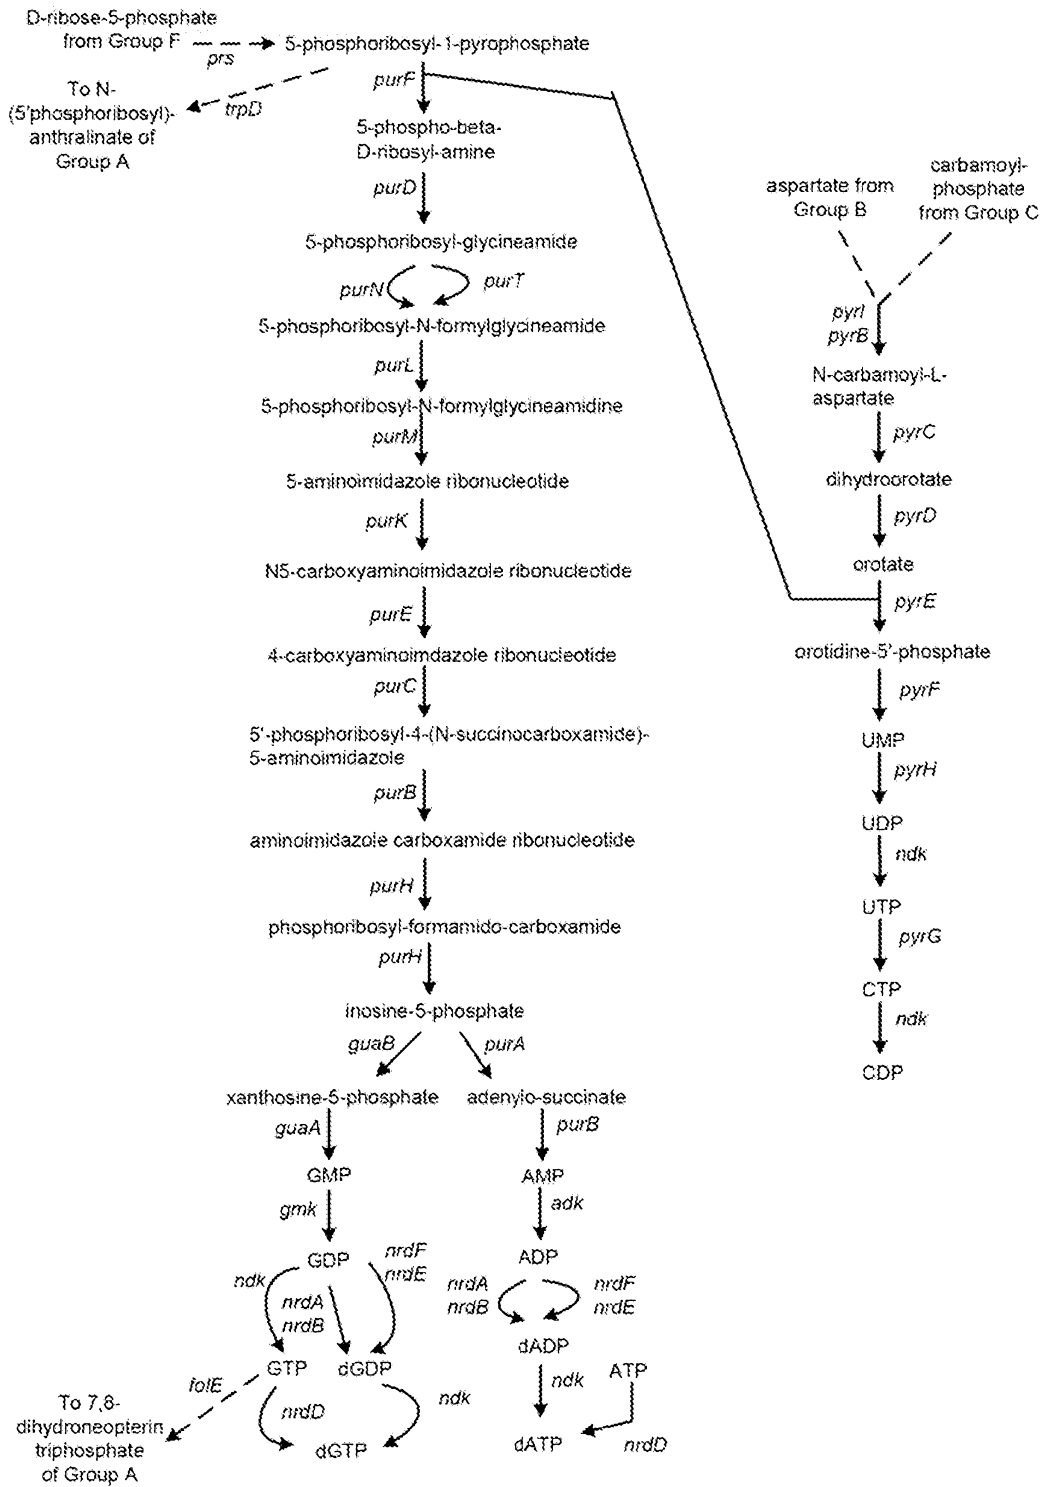 D-ribose-5-phosphate
from Group F
prs
5-phosphoribosyl-1-pyrophosphate
To N-
(5'phosphoribosyl)-
anthralinate of
Group A
trpD
purF
5-phospho-beta-
D-ribosyl-amine
purD
5-phosphoribosyl-glycineamide
purN
purT
5-phosphoribosyl-N-formylglycineamide
purL
5-phosphoribosyl-N-formylglycineamidine
purM
5-aminoimidazole ribonucleotide
purK
N5-carboxyaminoimidazole ribonucleotide
purE
4-carboxyaminoimdazole ribonucleotide
purC
5'-phosphoribosyl-4-(N-succinocarboxamide)-
5-aminoimidazole
purB
aminoimidazole carboxamide ribonucleotide
purH
phosphoribosyl-formamido-carboxamide
purH
inosine-5-phosphate
guaB
purA
xanthosine-5-phosphate
adenylo-succinate
guaA
purB
GMP
AMP
gmk
adk
GDP
ADP
ndk
nrdA
nrdB
nrdF
nrdE
nrdA
nrdB
nrdF
nrdE
GTP
dGDP
dADP
folE
nrdD
ndk
ndk
ATP
To 7,8-
dihydroneopterin
triphosphate
of Group A
dGTP
dATP
nrdD
aspartate from
Group B
carbamoyl-
phosphate
from Group C
pyrI
pyrB
N-carbamoyl-L-
aspartate
pyrC
dihydroorotate
pyrD
orotate
pyrE
orotidine-5'-phosphate
pyrF
UMP
pyrH
UDP
ndk
UTP
pyrG
CTP
ndk
CDP